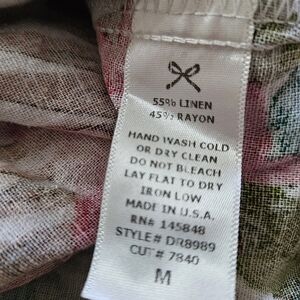 55% LINEN
45% RAYON
HAND WASH COLD
OR DRY CLEAN
DO NOT BLEACH
LAY FLAT TO DRY
IRON LOW
MADE IN U.S.A.
RN# 145848
STYLE# DR8989
CUT# 7840
M